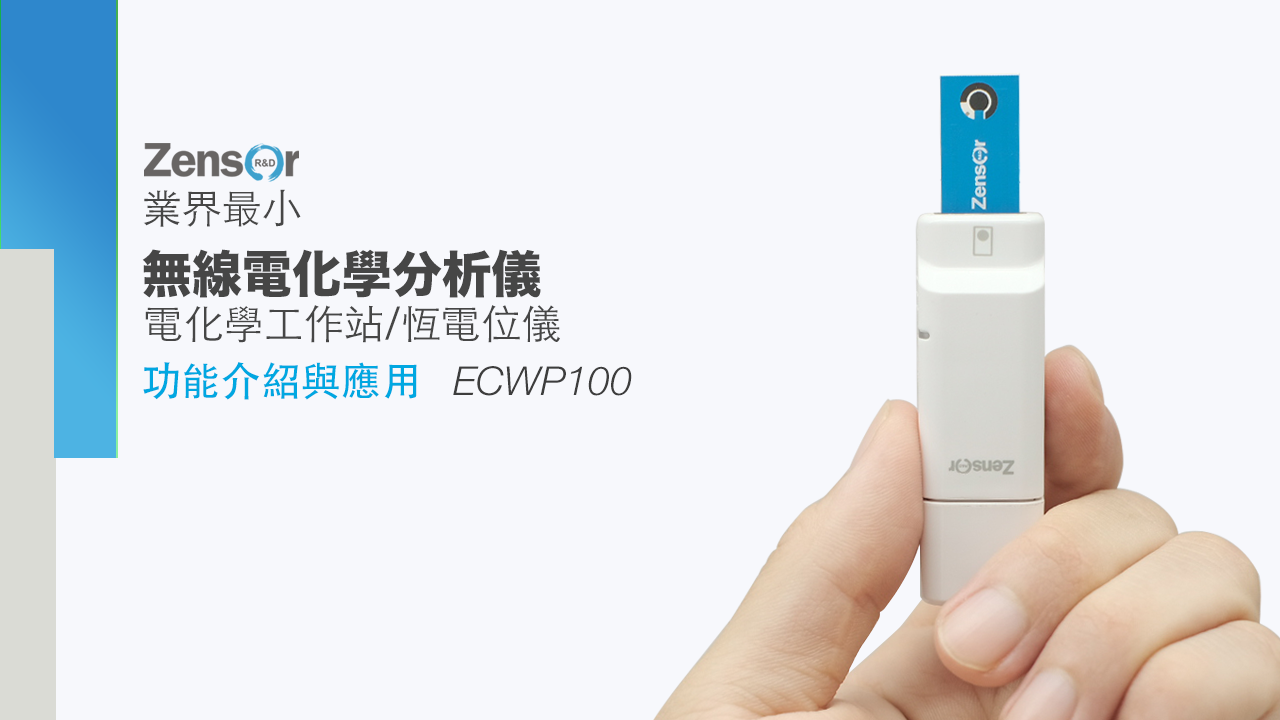 Zensor
R&D
業界最小
無線電化學分析儀
電化學工作站/恆電位儀
功能介紹與應用 ECWP100
Zensor
Zensor